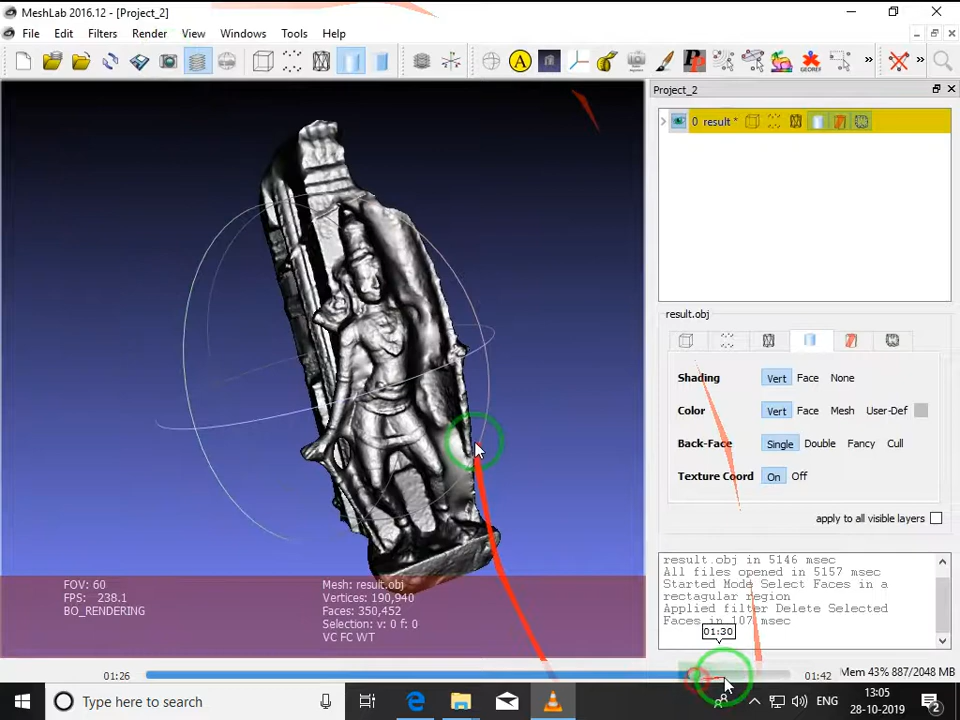 MeshLab 2016.12 - [Project_2]
File Edit Filters Render View Windows Tools Help
A Pp GEOREF » »
Project_2
0 result *
result.obj
Shading Vert Face None
Color Vert Face Mesh User-Def
Back-Face Single Double Fancy Cull
Texture Coord On Off
apply to all visible layers
result.obj in 5146 msec
All files opened in 5157 msec
Started Mode Select Faces in a
rectagular region
Applied filter Delete Selected
Faces in 107 msec
FOV: 60
FPS: 238.1
BO_RENDERING
Mesh: result.obj
Vertices: 190,940
Faces: 350,452
Selection: v: 0 f: 0
VC FC WT
01:30
01:26
01:42
Mem 43% 887/2048 MB
Type here to search
ENG
13:05
28-10-2019
2